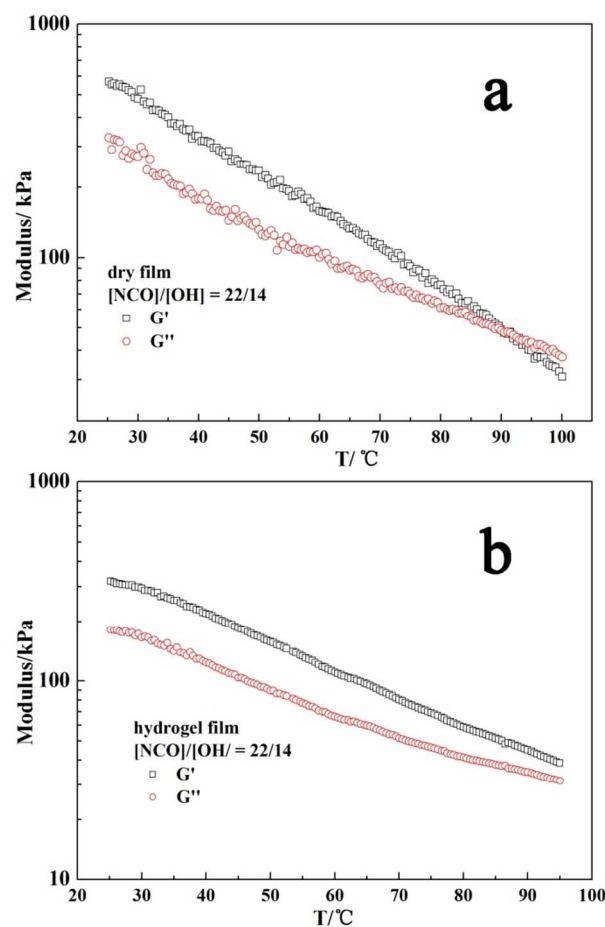 1000
a
Modulus/ kPa
100
dry film
[NCO]/[OH] = 22/14
G'
G"
20 30 40 50 60 70 80 90 100
T/ ℃
1000
b
Modulus/kPa
100
hydrogel film
[NCO]/[OH/ = 22/14
G'
G"
10
20 30 40 50 60 70 80 90 100
T/℃